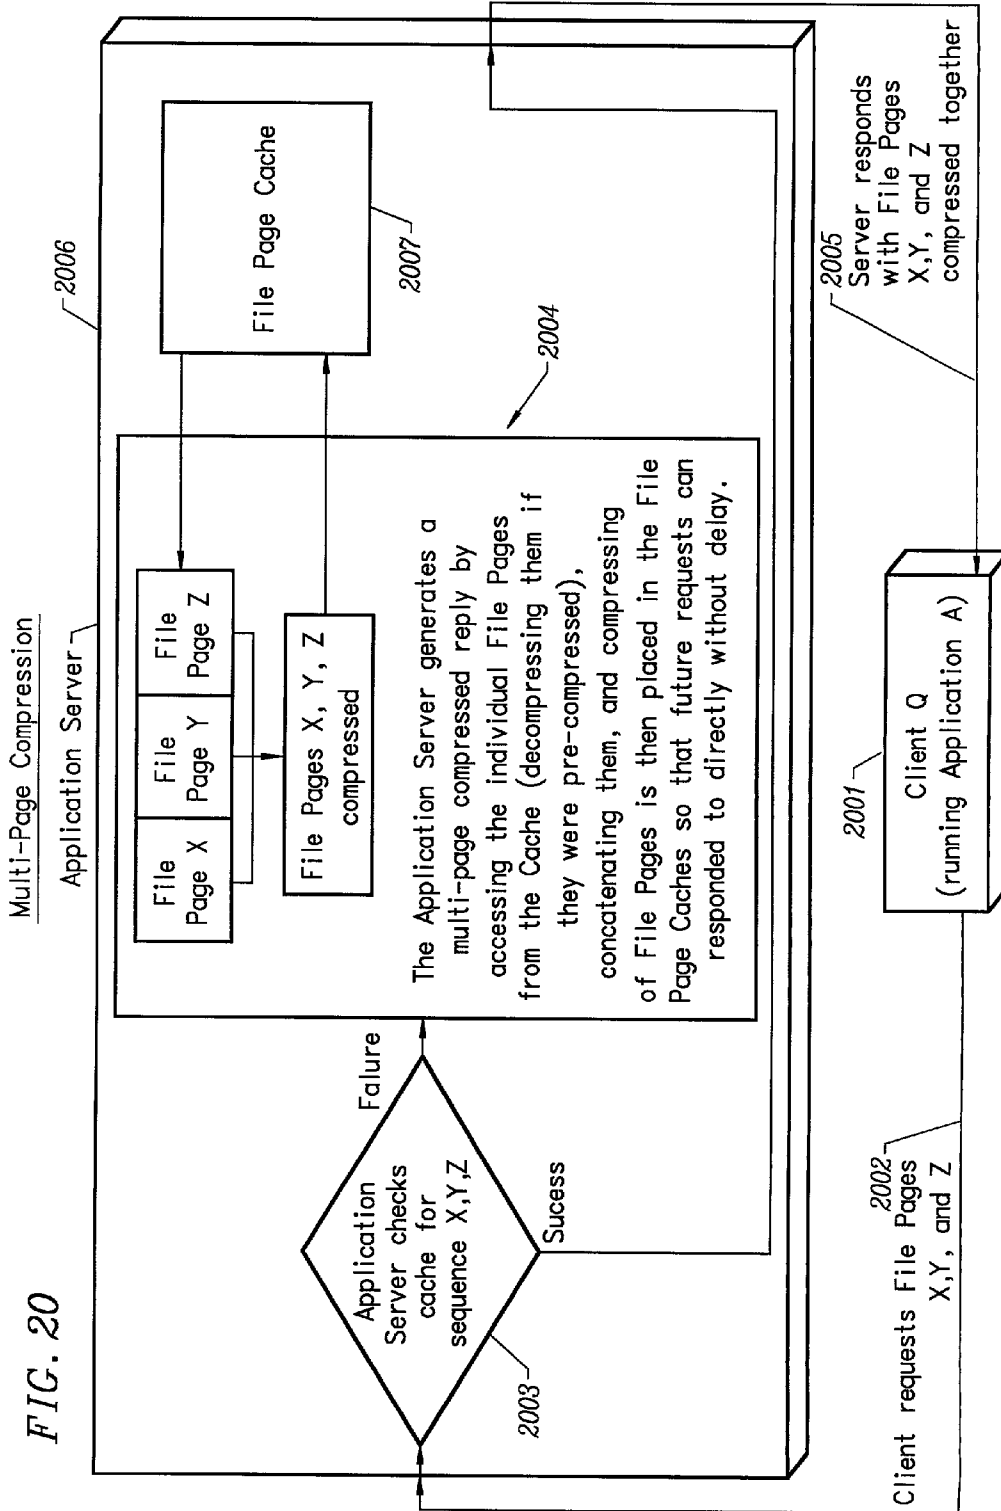 FIG. 20
Multi-Page Compression
Application Server
2006
Application
Server checks
cache for
sequence X,Y,Z
2003
Falure
Sucess
File
Page X
File
Page Y
File
Page Z
File Pages X, Y, Z
compressed
The Application Server generates a
multi-page compressed reply by
accessing the individual File Pages
from the Cache (decompressing them if
they were pre-compressed),
concatenating them, and compressing
of File Pages is then placed in the File
Page Caches so that future requests can
responded to directly without delay.
2004
File Page Cache
2007
Client requests File Pages
X,Y, and Z
2002
2001
Client Q
(running Application A)
2005
Server responds
with File Pages
X,Y, and Z
compressed together